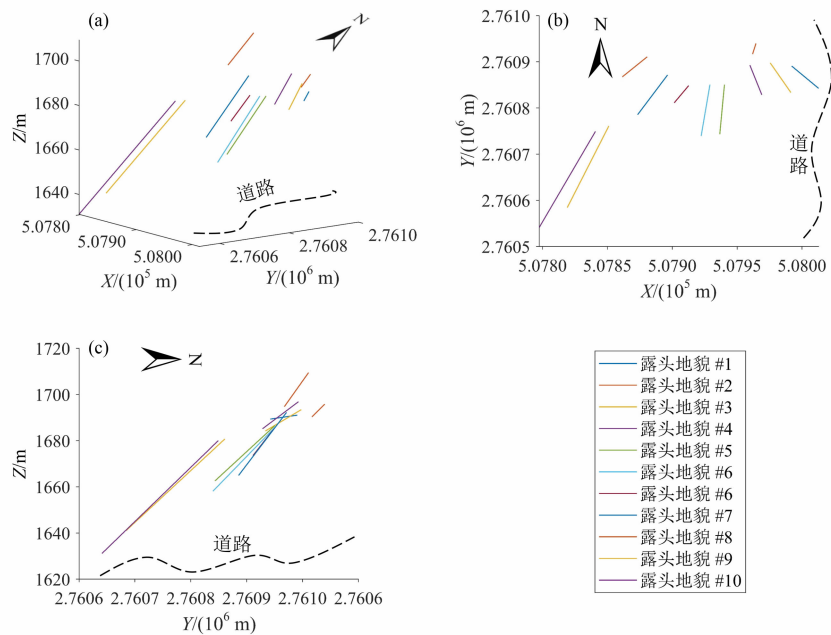 (a)
N
1700
1680
1660
1640
Z/m
道路
5.0780
5.0790
5.0800
X/(10⁵ m)
2.7606
2.7608
2.7610
Y/(10⁶ m)
(b)
N
2.7610
2.7609
2.7608
2.7607
2.7606
2.7605
Y/(10⁶ m)
道路
5.0780
5.0785
5.0790
5.0795
5.0800
X/(10⁵ m)
(c)
N
1720
1700
1680
1660
1640
1620
Z/m
道路
2.7606
2.7607
2.7608
2.7609
2.7610
2.7606
Y/(10⁶ m)
露头地貌 #1
露头地貌 #2
露头地貌 #3
露头地貌 #4
露头地貌 #5
露头地貌 #6
露头地貌 #6
露头地貌 #7
露头地貌 #8
露头地貌 #9
露头地貌 #10